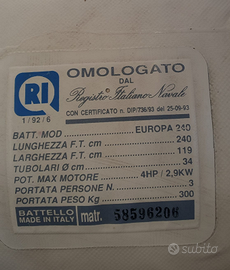 RI
1/92/6
OMOLOGATO
DAL
Registro Italiano Navale
CON CERTIFICATO n. DIP/736/93 del 25-09-93
BATT. MOD EUROPA 240
LUNGHEZZA F.T. cm 240
LARGHEZZA F.T. cm 119
TUBOLARI Ø cm 34
POT. MAX MOTORE 4HP / 2,9KW
PORTATA PERSONE N. 3
PORTATA PESO Kg 300
BATTELLO
MADE IN ITALY matr. 58596206
subito